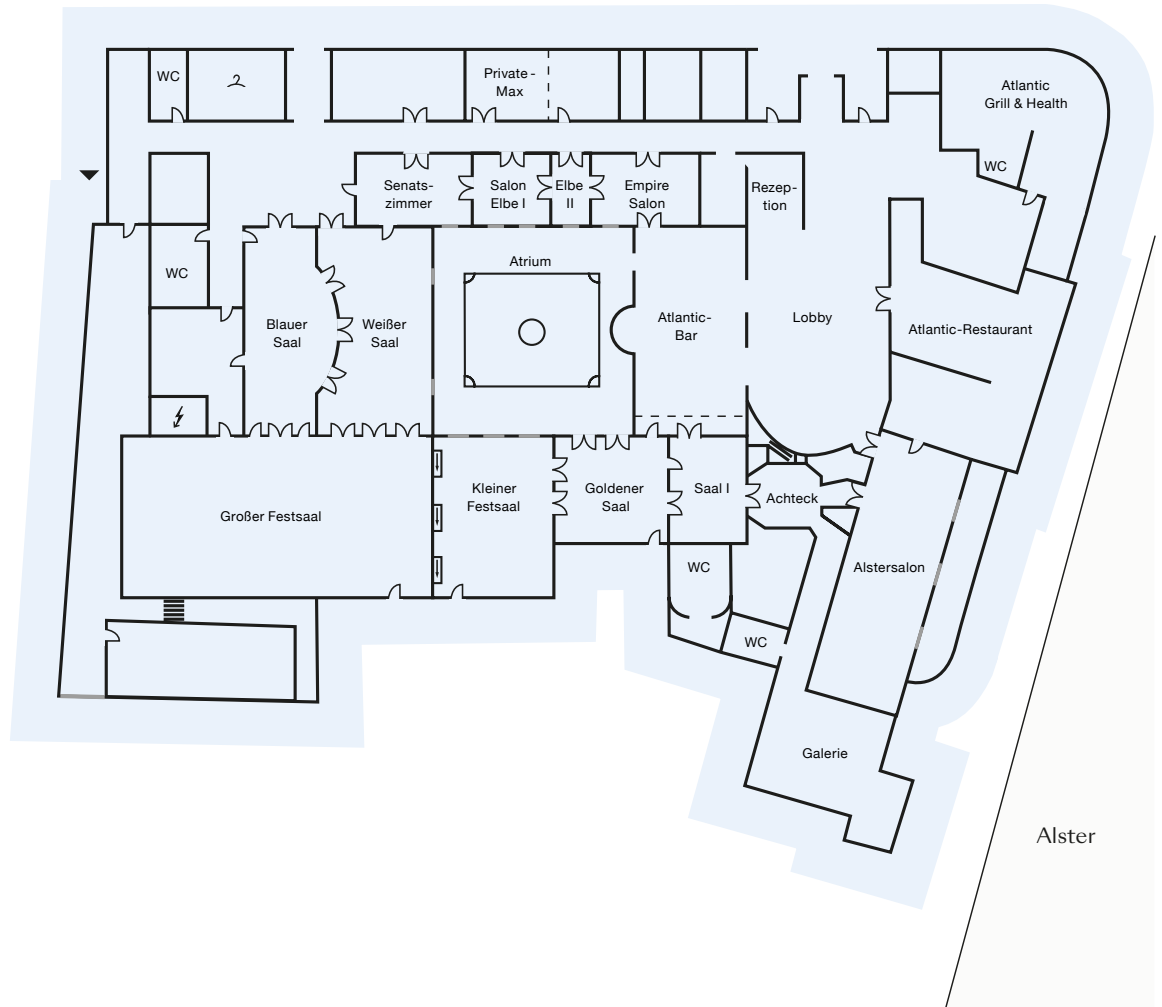 WC
Private-
Max
Atlantic
Grill & Health
WC
Senats-
zimmer
Salon
Elbe I
Elbe
II
Empire
Salon
Rezep-
tion
WC
Atrium
Blauer
Saal
Weißer
Saal
Atlantic-
Bar
Lobby
Atlantic-Restaurant
Großer Festsaal
Kleiner
Festsaal
Goldener
Saal
Saal I
Achteck
WC
Alstersalon
WC
Galerie
Alster